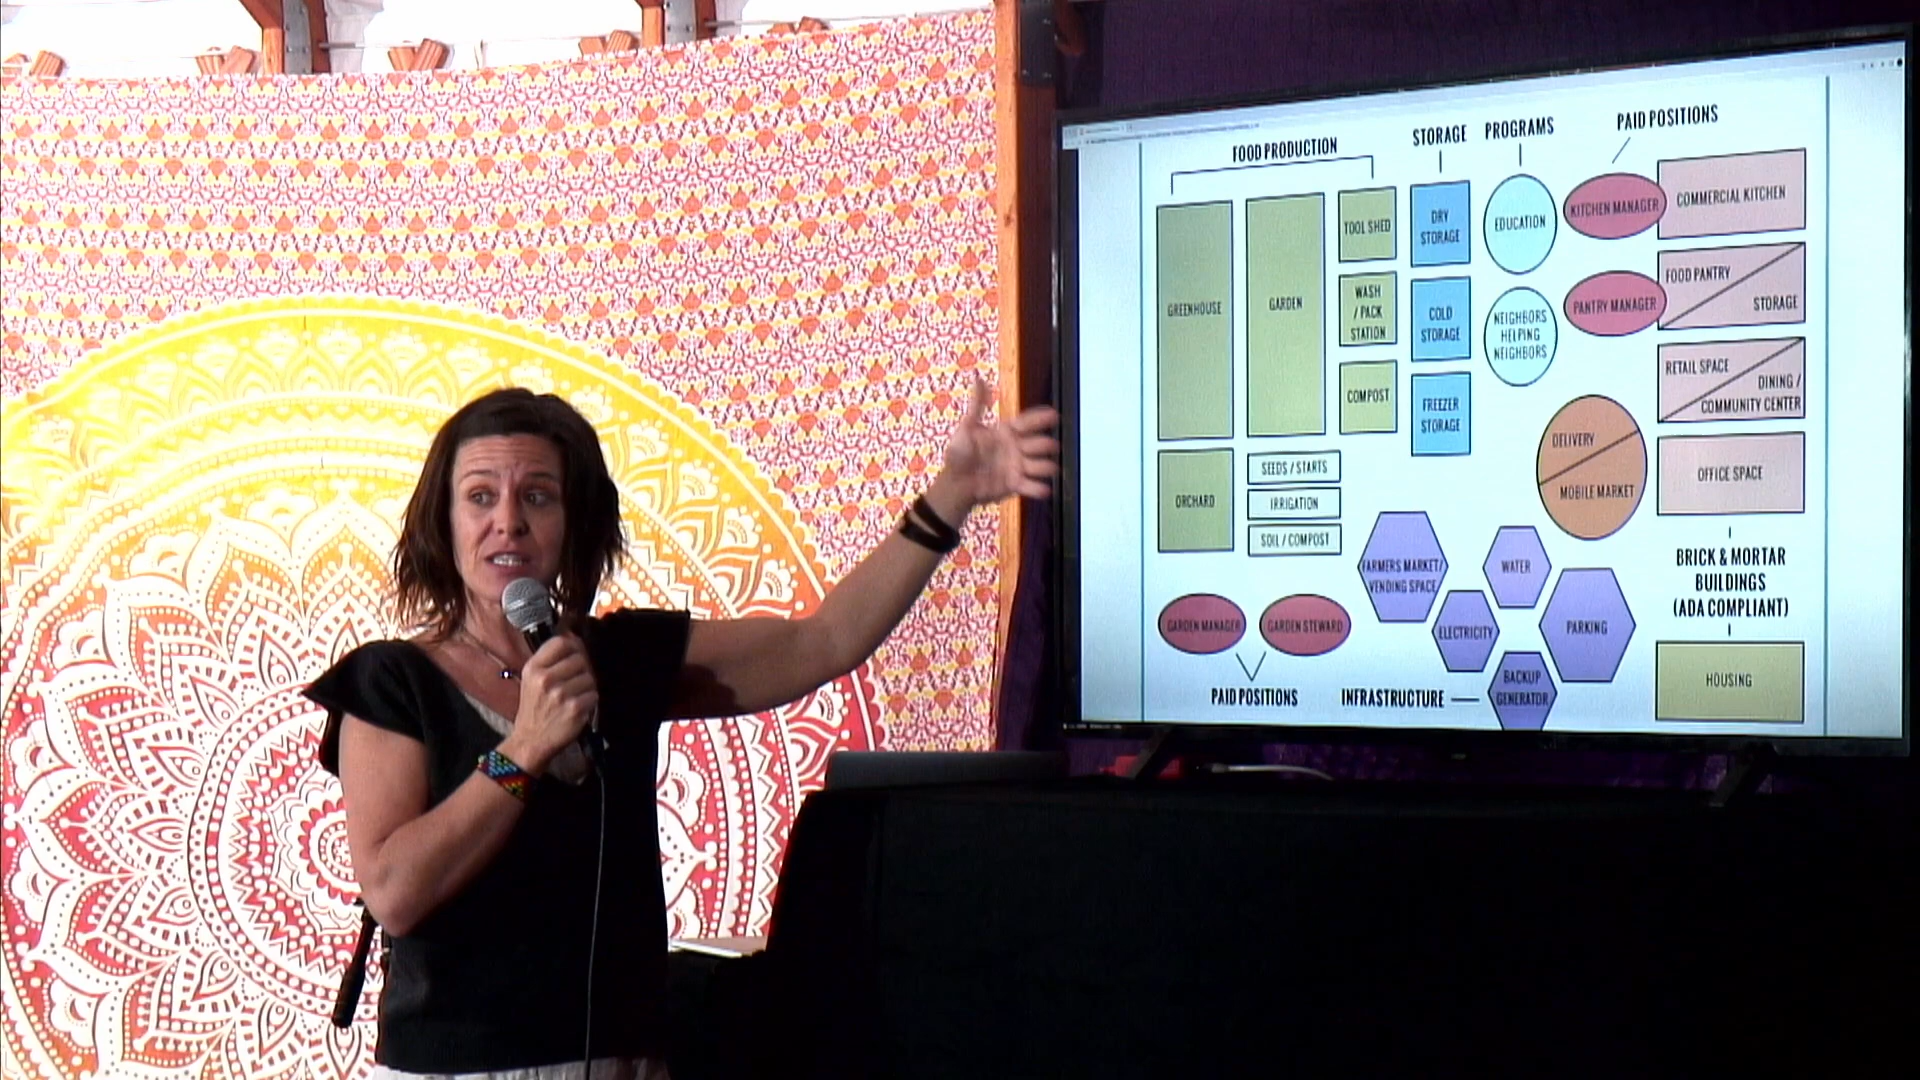 FOOD PRODUCTION
STORAGE
PROGRAMS
PAID POSITIONS
GREENHOUSE
GARDEN
TOOL SHED
WASH
/ PACK
STATION
COMPOST
ORCHARD
SEEDS / STARTS
IRRIGATION
SOIL / COMPOST
DRY
STORAGE
COLD
STORAGE
FREEZER
STORAGE
EDUCATION
NEIGHBORS
HELPING
NEIGHBORS
KITCHEN MANAGER
COMMERCIAL KITCHEN
PANTRY MANAGER
FOOD PANTRY
STORAGE
RETAIL SPACE
DINING /
COMMUNITY CENTER
DELIVERY
MOBILE MARKET
OFFICE SPACE
BRICK & MORTAR
BUILDINGS
(ADA COMPLIANT)
HOUSING
FARMERS MARKET/
VENDING SPACE
WATER
ELECTRICITY
PARKING
BACKUP
GENERATOR
INFRASTRUCTURE
GARDEN MANAGER
GARDEN STEWARD
PAID POSITIONS